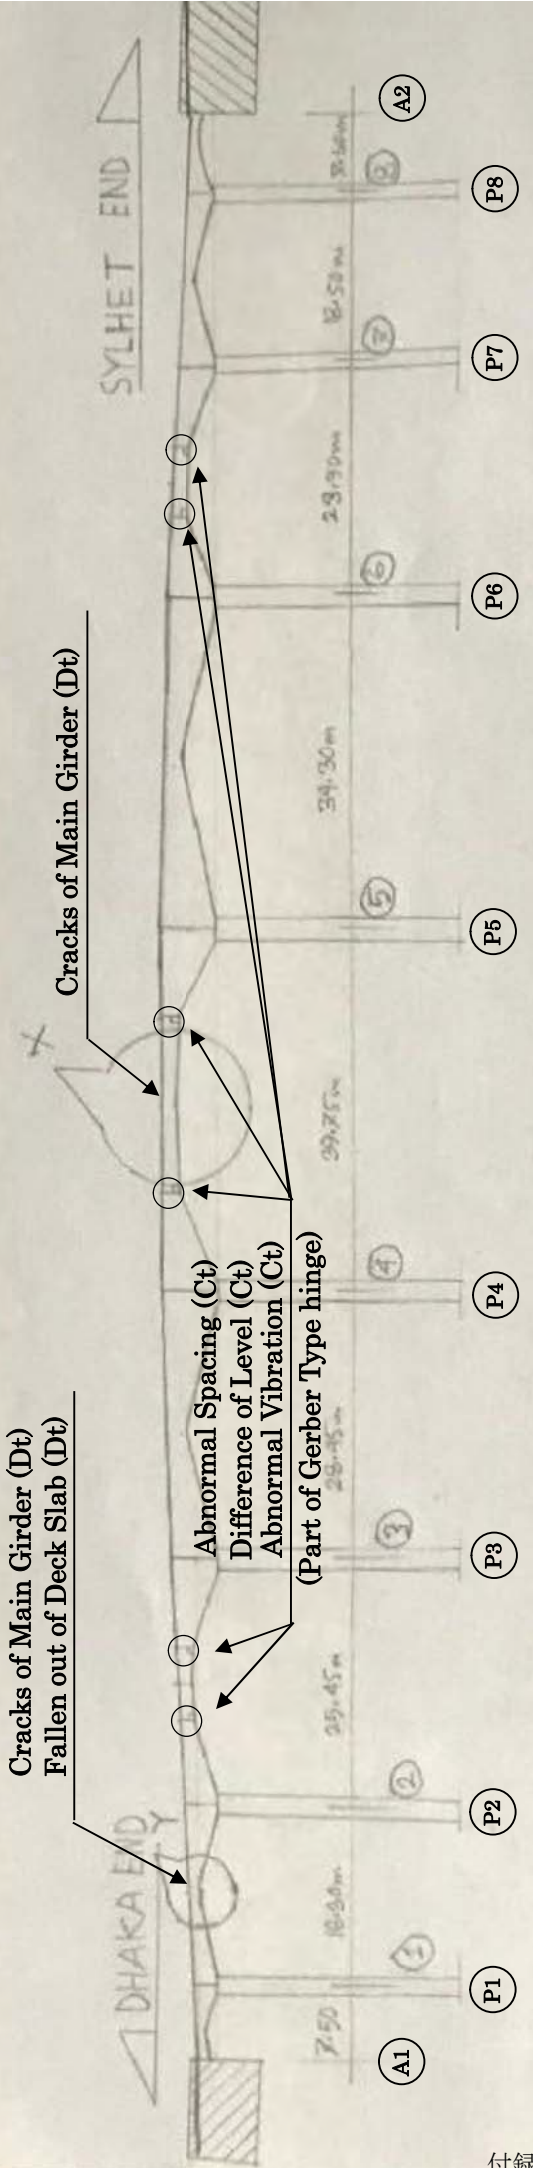 Cracks of Main Girder (Dt)
Fallen out of Deck Slab (Dt)
Cracks of Main Girder (Dt)
DHAKA END
Y
X
SYLHET END
Abnormal Spacing (Ct)
Difference of Level (Ct)
Abnormal Vibration (Ct)
(Part of Gerber Type hinge)
7.50
25.45m
28.45m
39.75m
34.30m
29.90m
18.50m
1
2
3
4
5
6
7
8
A1
P1
P2
P3
P4
P5
P6
P7
P8
A2
付録